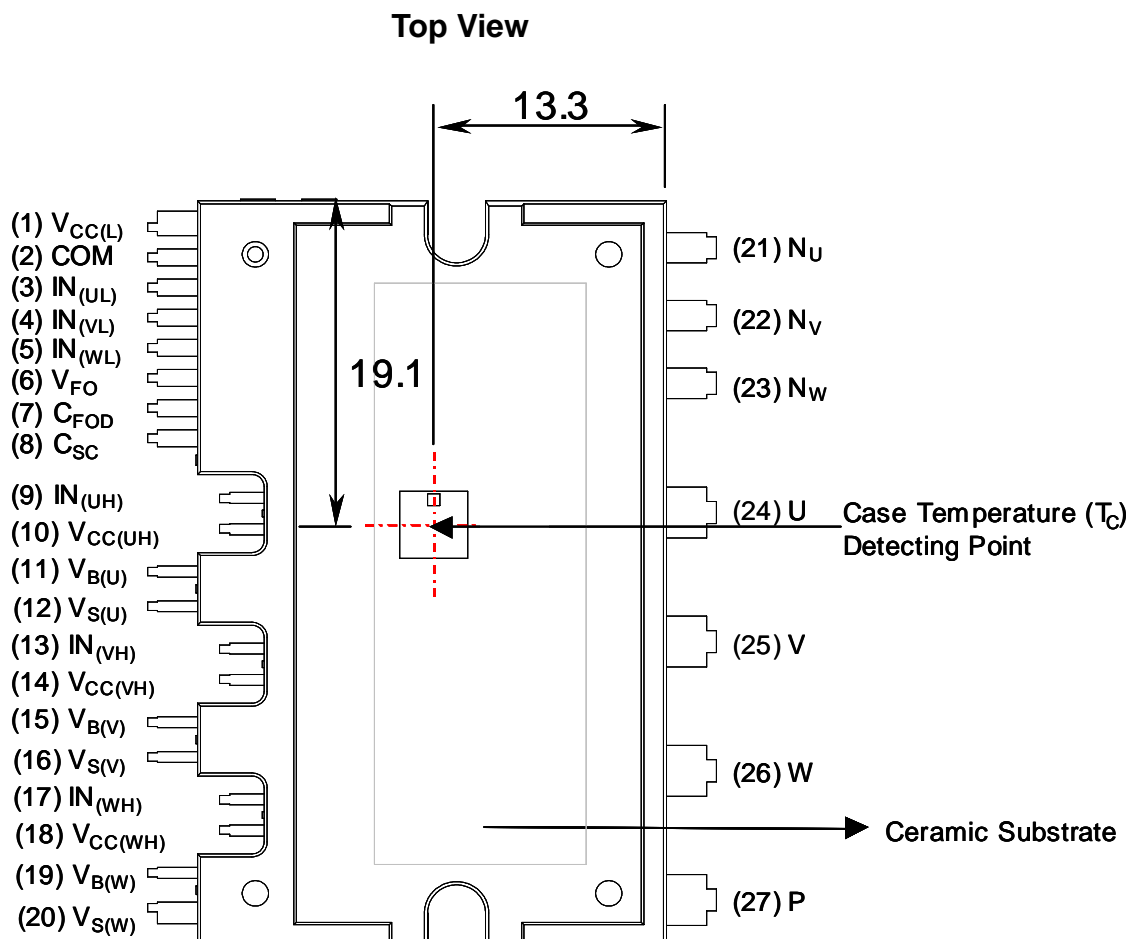 Top View
13.3
19.1
(1) VCC(L)
(2) COM
(3) IN(UL)
(4) IN(VL)
(5) IN(WL)
(6) VFO
(7) CFOD
(8) CSC
(9) IN(UH)
(10) VCC(UH)
(11) VB(U)
(12) VS(U)
(13) IN(VH)
(14) VCC(VH)
(15) VB(V)
(16) VS(V)
(17) IN(WH)
(18) VCC(WH)
(19) VB(W)
(20) VS(W)
(21) NU
(22) NV
(23) NW
(24) U
(25) V
(26) W
(27) P
Case Temperature (TC)
Detecting Point
Ceramic Substrate